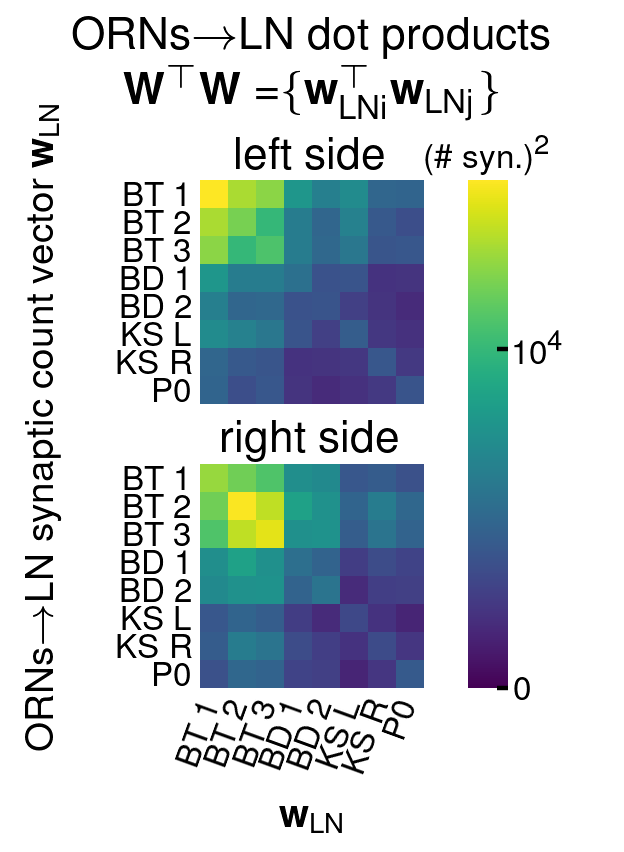 ORNs→LN dot products
W⊤W ={w⊤LNiwLNj}
left side
(# syn.)²
BT 1
BT 2
BT 3
BD 1
BD 2
KS L
KS R
P0
10⁴
0
right side
BT 1
BT 2
BT 3
BD 1
BD 2
KS L
KS R
P0
BT 1
BT 2
BT 3
BD 1
BD 2
KS L
KS R
P0
wLN
ORNs→LN synaptic count vector wLN